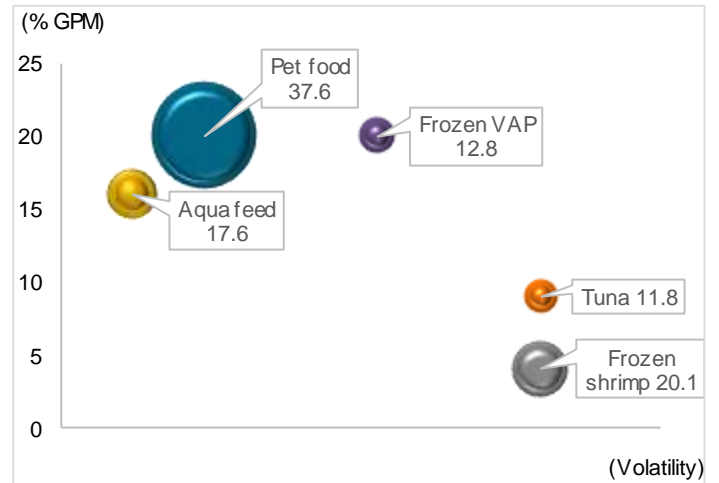 (% GPM)
25
20
15
10
5
0
Pet food
37.6
Frozen VAP
12.8
Aqua feed
17.6
Tuna 11.8
Frozen
shrimp 20.1
(Volatility)